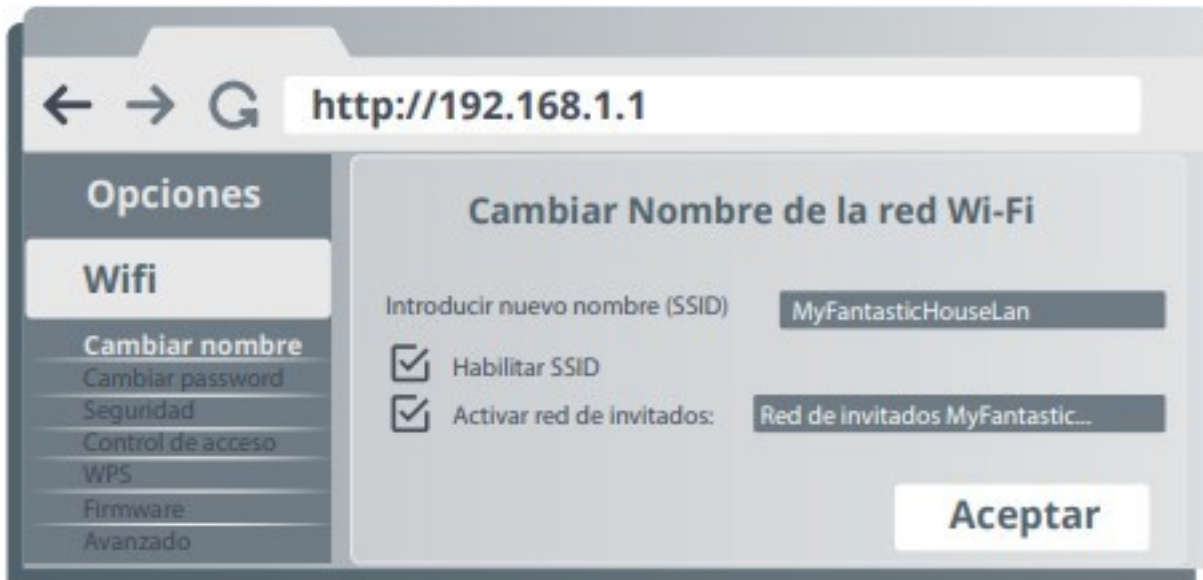 http://192.168.1.1
Opciones
Wifi
Cambiar nombre
Cambiar password
Seguridad
Control de acceso
WPS
Firmware
Avanzado
Cambiar Nombre de la red Wi-Fi
Introducir nuevo nombre (SSID) MyFantasticHouseLan
Habilitar SSID
Activar red de invitados: Red de invitados MyFantastic...
Aceptar